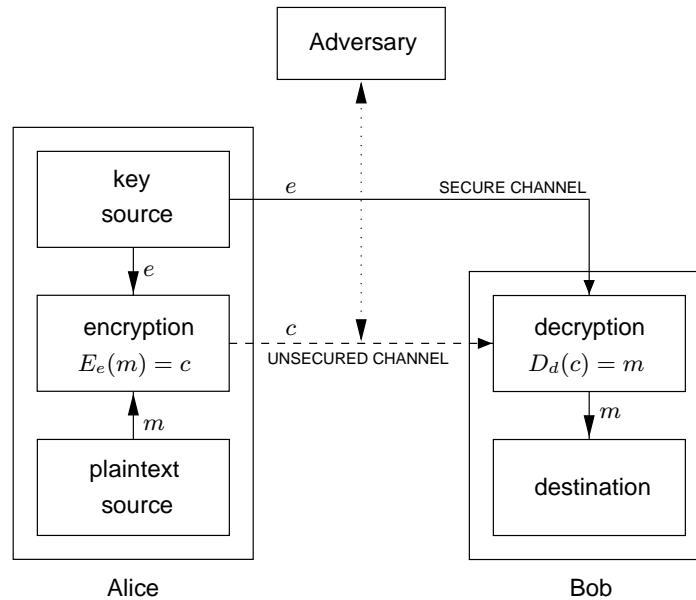 Adversary
key
source
e
SECURE CHANNEL
e
encryption
E_e(m) = c
c
UNSECURED CHANNEL
decryption
D_d(c) = m
m
plaintext
source
m
destination
Alice
Bob